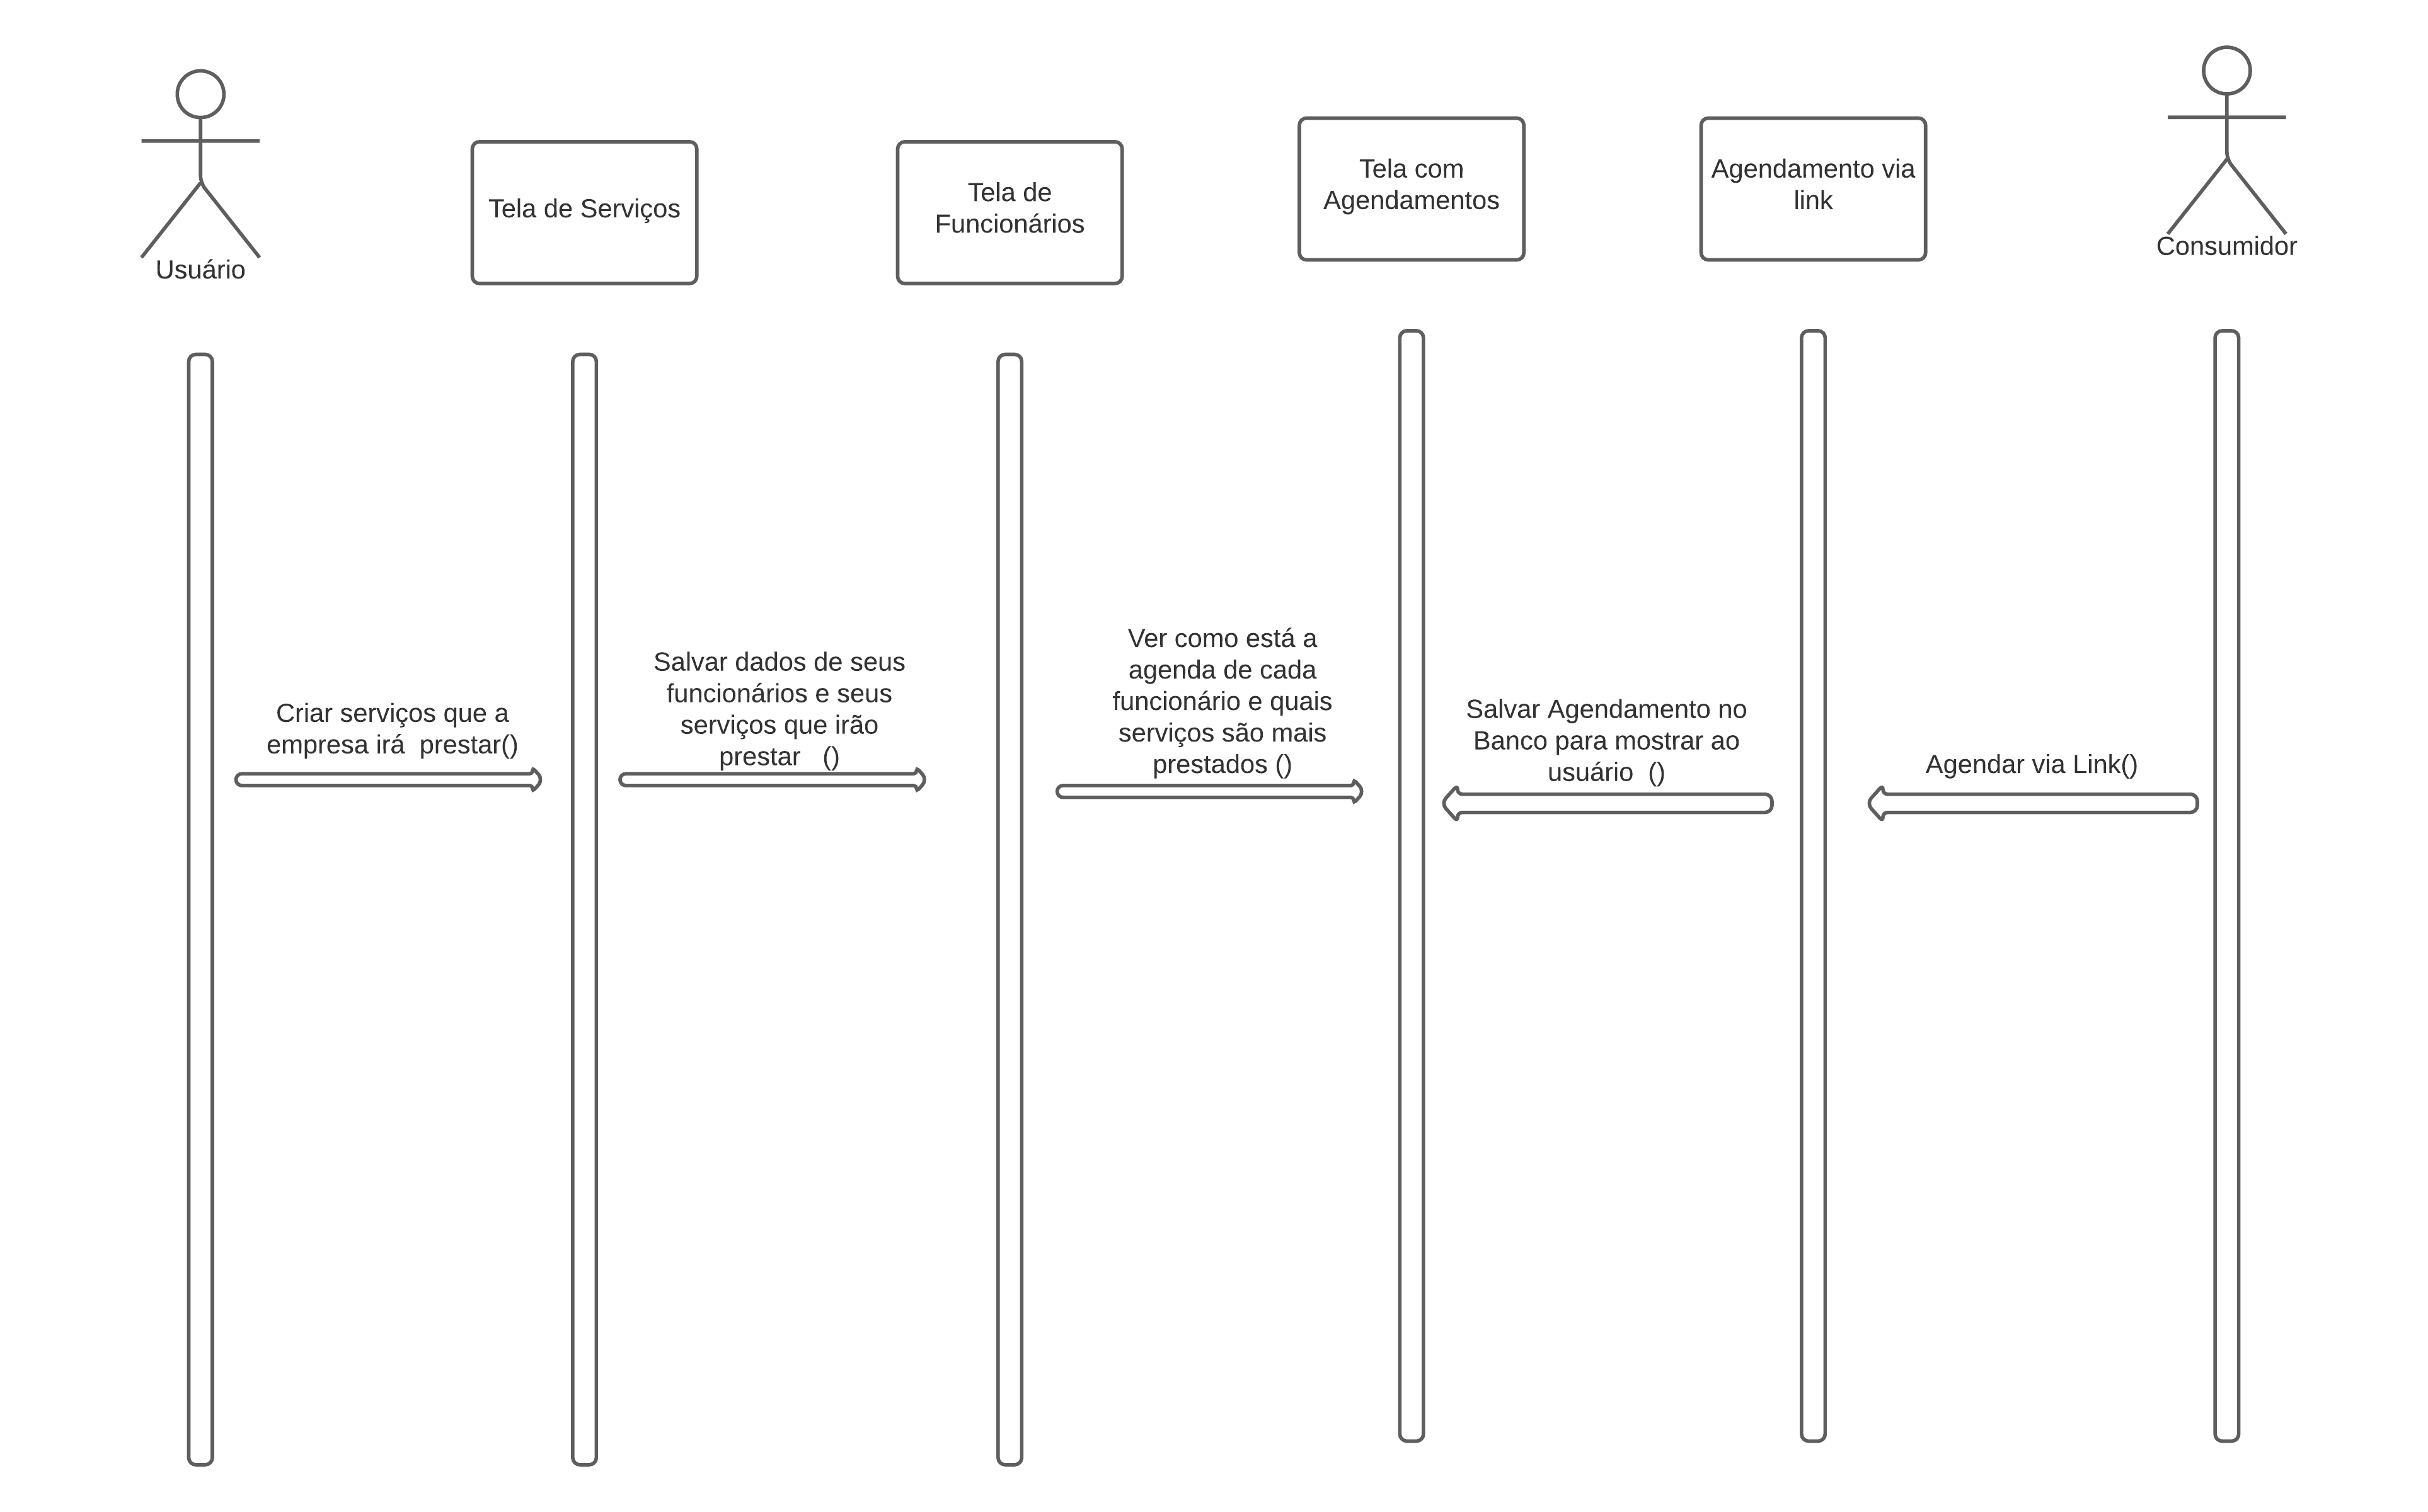 Usuário
Tela de Serviços
Tela de
Funcionários
Tela com
Agendamentos
Agendamento via
link
Consumidor
Criar serviços que a
empresa irá  prestar()
Salvar dados de seus
funcionários e seus
serviços que irão
prestar   ()
Ver como está a
agenda de cada
funcionário e quais
serviços são mais
prestados ()
Salvar Agendamento no
Banco para mostrar ao
usuário  ()
Agendar via Link()